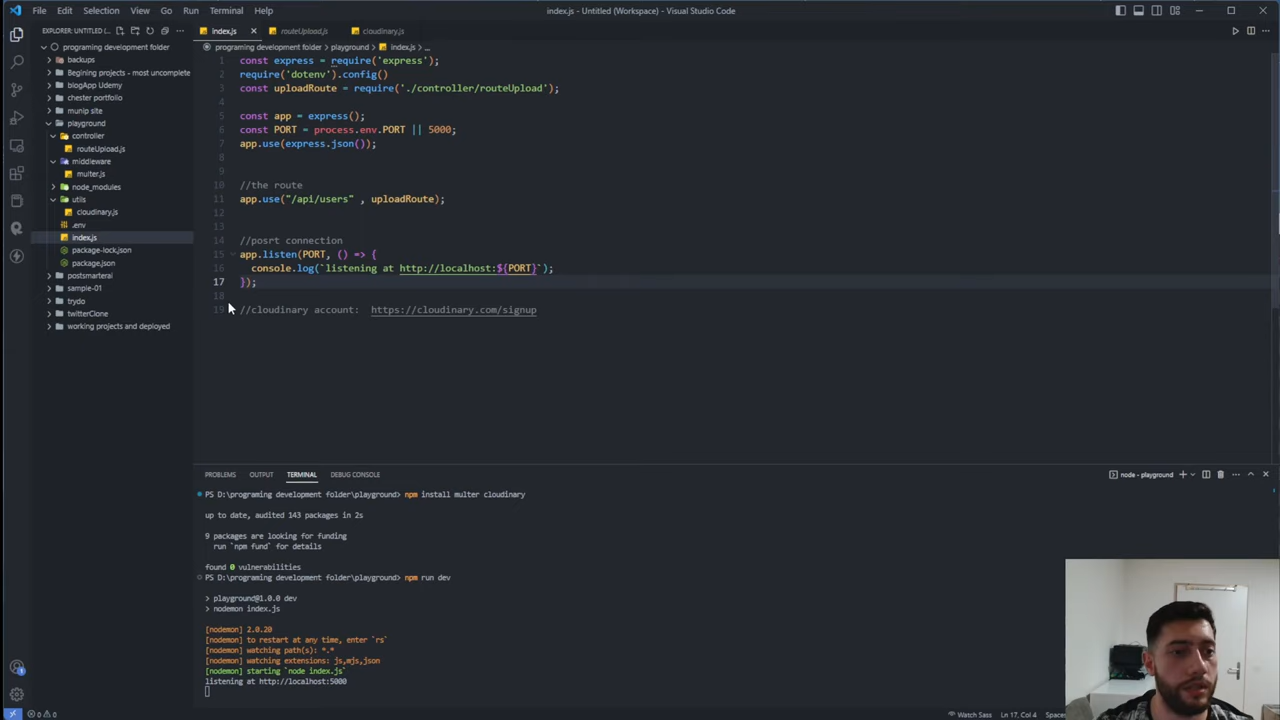 File Edit Selection View Go Run Terminal Help
index.js - Untitled (Workspace) - Visual Studio Code
EXPLORER: UNTITLED (...
programing development folder
backups
Begining projects - most uncomplete
blogApp Udemy
chester portfolio
munip site
playground
controller
routeUpload.js
middleware
multer.js
node_modules
utils
cloudinary.js
.env
index.js
package-lock.json
package.json
postsmarterai
sample-01
trydo
twitterClone
working projects and deployed
index.js routeUpload.js cloudinary.js
programing development folder > playground > index.js > ...
1 const express = require('express');
2 require('dotenv').config()
3 const uploadRoute = require('./controller/routeUpload');
4
5 const app = express();
6 const PORT = process.env.PORT || 5000;
7 app.use(express.json());
8
9
10 //the route
11 app.use("/api/users" , uploadRoute);
12
13
14 //posrt connection
15 app.listen(PORT, () => {
16 console.log(`listening at http://localhost:${PORT}`);
17 });
18
19 //cloudinary account: https://cloudinary.com/signup
PROBLEMS OUTPUT TERMINAL DEBUG CONSOLE
node - playground
PS D:\programing development folder\playground> npm install multer cloudinary
up to date, audited 143 packages in 2s
9 packages are looking for funding
run `npm fund` for details
found 0 vulnerabilities
PS D:\programing development folder\playground> npm run dev
> playground@1.0.0 dev
> nodemon index.js
[nodemon] 2.0.20
[nodemon] to restart at any time, enter `rs`
[nodemon] watching path(s): *.*
[nodemon] watching extensions: js,mjs,json
[nodemon] starting `node index.js`
listening at http://localhost:5000
0 0
Watch Sass Ln 17, Col 4